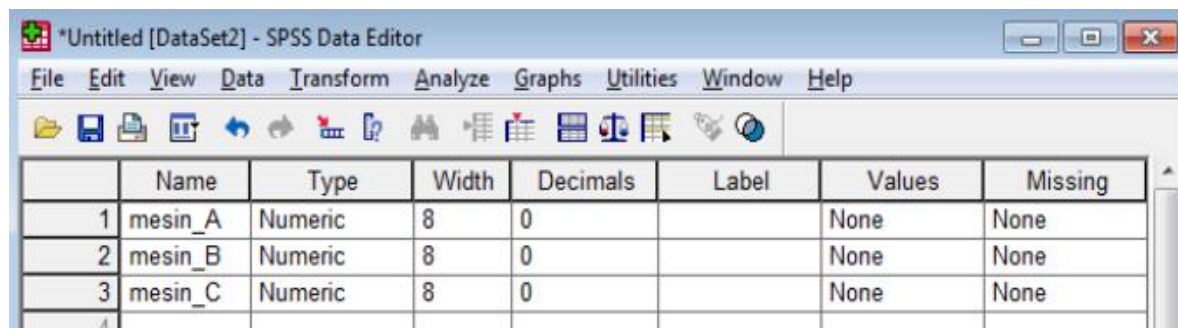 *Untitled [DataSet2] - SPSS Data Editor
File Edit View Data Transform Analyze Graphs Utilities Window Help
Name Type Width Decimals Label Values Missing
1 mesin_A Numeric 8 0 None None
2 mesin_B Numeric 8 0 None None
3 mesin_C Numeric 8 0 None None
4